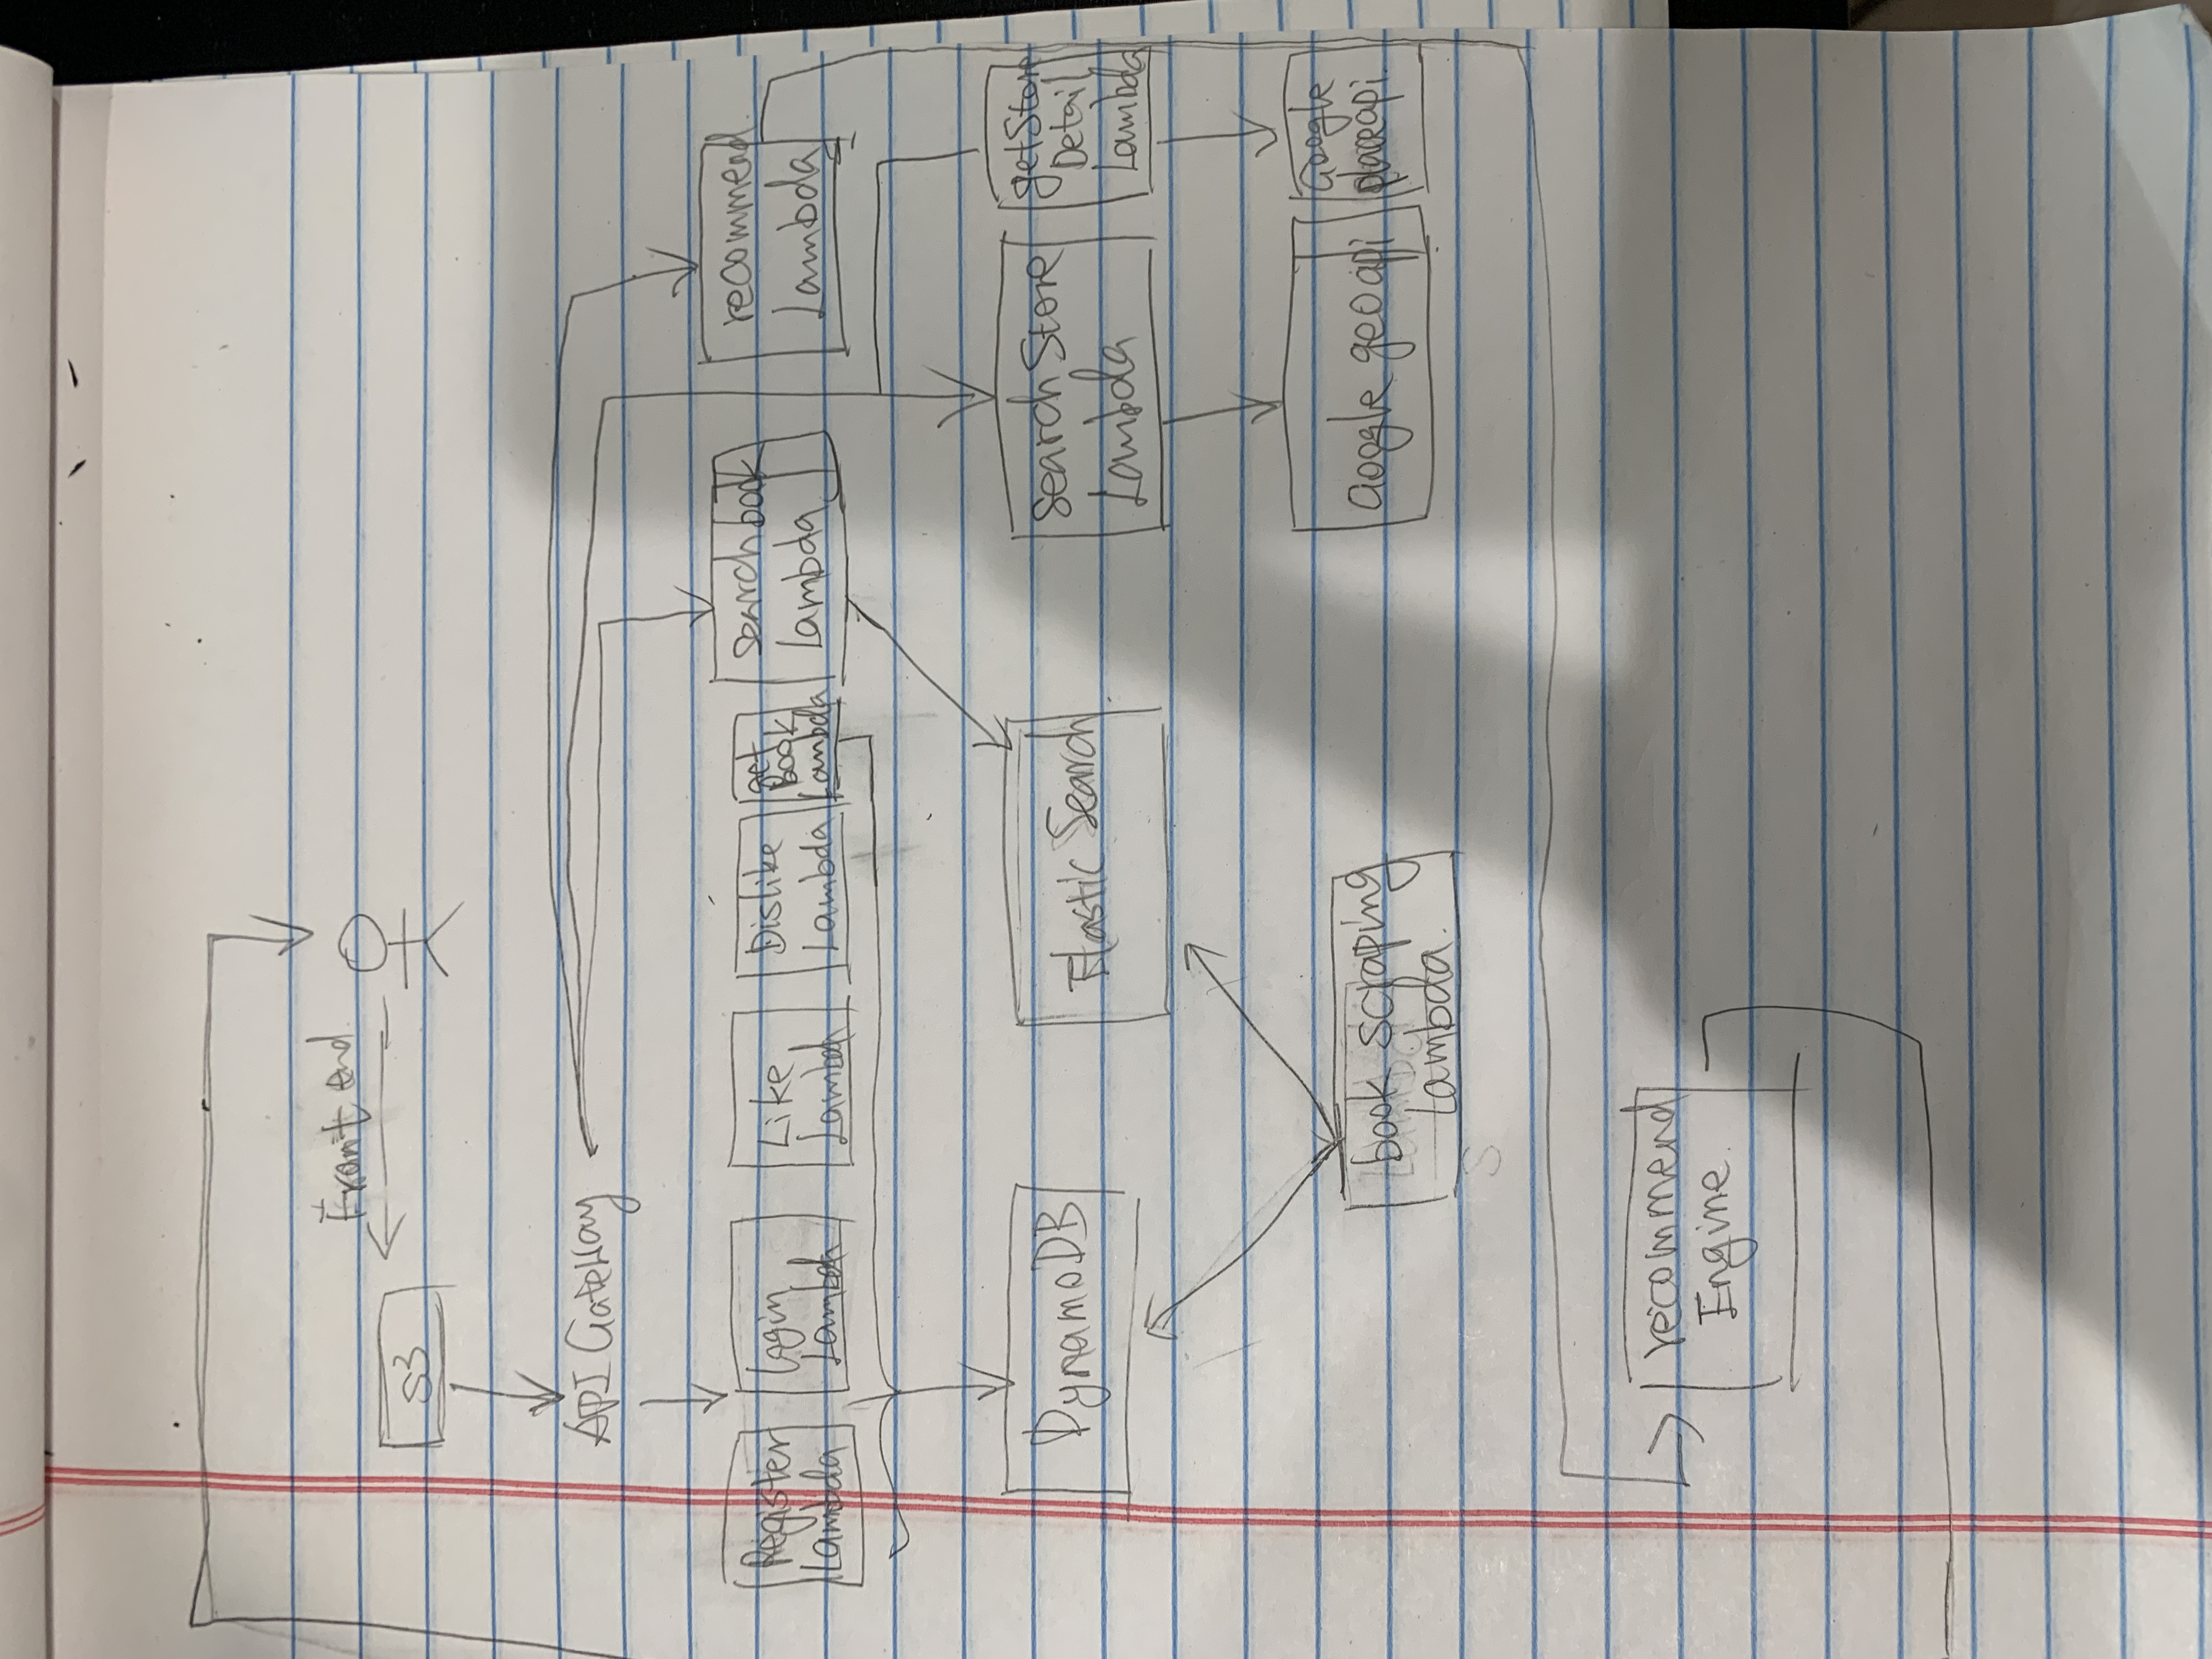 Frontend
S3
API Gateway
Register
Lambda
Login
Lambda
Like
Lambda
Dislike
Lambda
get
Book
Lambda
Search book
Lambda
recommend
Lambda
DynamoDB
Elastic Search
Search Store
Lambda
getStore
Detail
Lambda
book scraping
Lambda.
Google geo api
Google
placeapi
recommend
Engine.